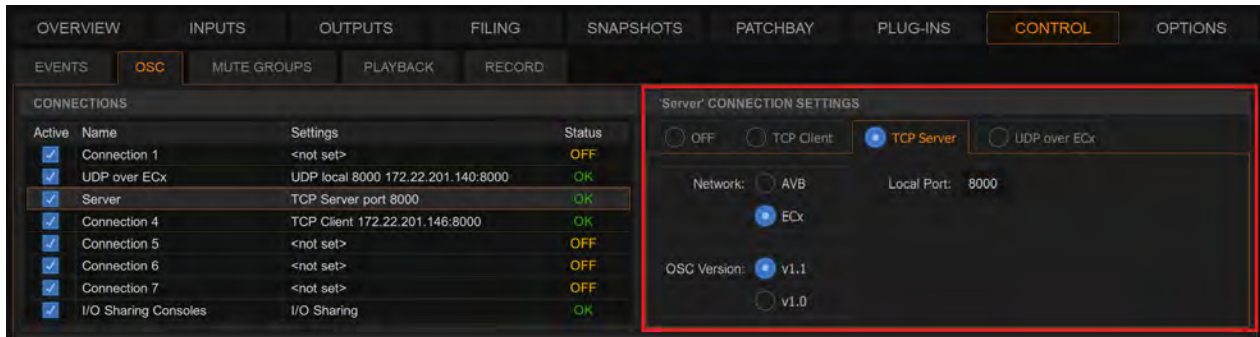 OVERVIEW INPUTS OUTPUTS FILING SNAPSHOTS PATCHBAY PLUG-INS CONTROL OPTIONS
EVENTS OSC MUTE GROUPS PLAYBACK RECORD
CONNECTIONS
Active Name Settings Status
Connection 1 <not set> OFF
UDP over ECx UDP local 8000 172.22.201.140:8000 OK
Server TCP Server port 8000 OK
Connection 4 TCP Client 172.22.201.146:8000 OK
Connection 5 <not set> OFF
Connection 6 <not set> OFF
Connection 7 <not set> OFF
I/O Sharing Consoles I/O Sharing OK
'Server' CONNECTION SETTINGS
OFF TCP Client TCP Server UDP over ECx
Network: AVB Local Port: 8000
ECx
OSC Version: v1.1
v1.0